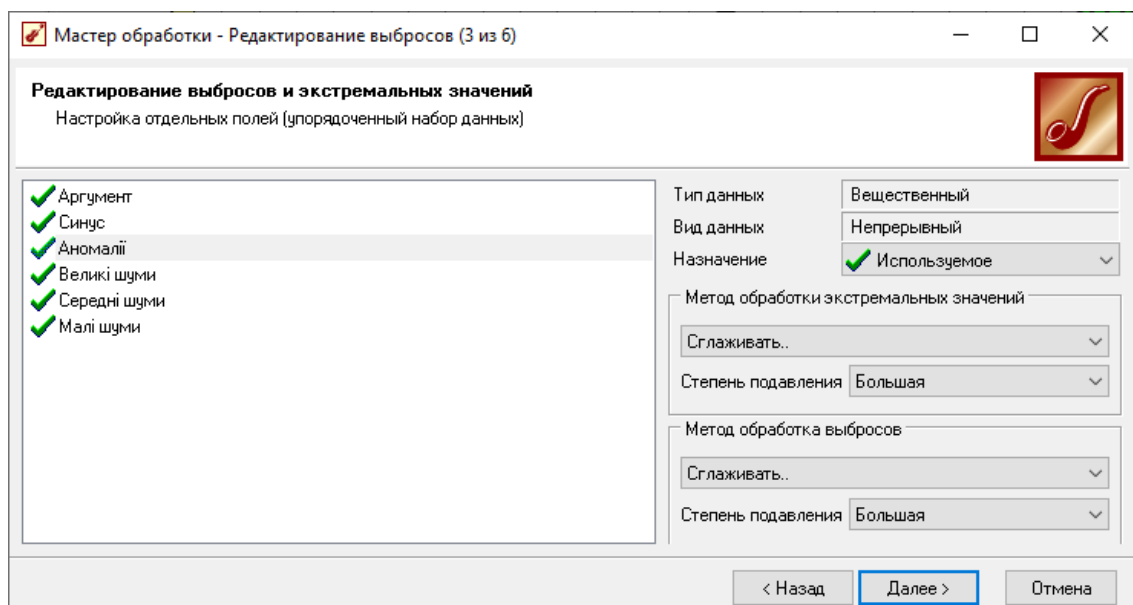 Мастер обработки - Редактирование выбросов (3 из 6)
Редактирование выбросов и экстремальных значений
Настройка отдельных полей (упорядоченный набор данных)
Аргумент
Синус
Аномалії
Великі шуми
Середні шуми
Малі шуми
Тип данных Вещественный
Вид данных Непрерывный
Назначение Используемое
Метод обработки экстремальных значений
Сглаживать..
Степень подавления Большая
Метод обработка выбросов
Сглаживать..
Степень подавления Большая
< Назад Далее > Отмена